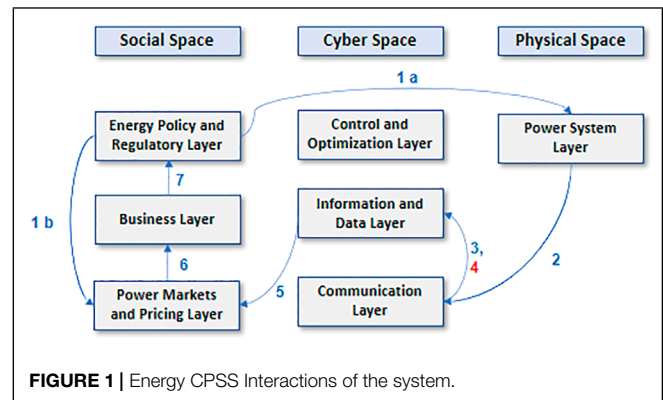 Social Space
Cyber Space
Physical Space
1 a
Energy Policy and
Regulatory Layer
Control and
Optimization Layer
Power System
Layer
7
1 b
Business Layer
Information and
Data Layer
3,
4
2
6
5
Power Markets
and Pricing Layer
Communication
Layer
FIGURE 1 | Energy CPSS Interactions of the system.